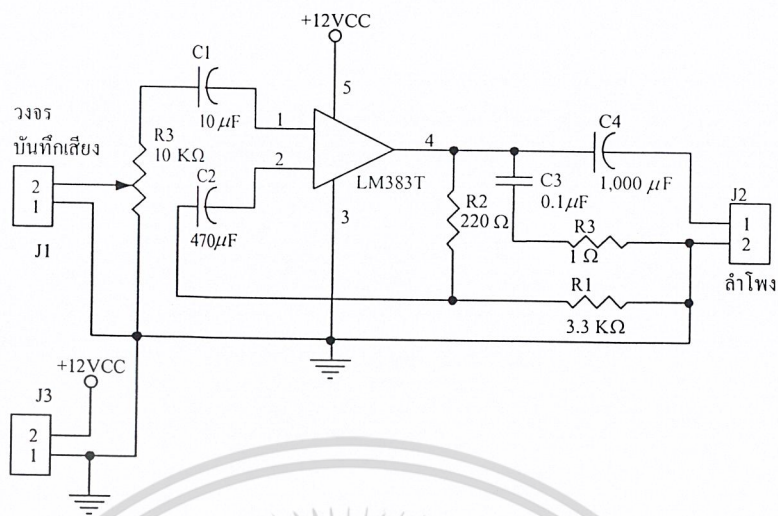 +12VCC
C1
10 μF
5
1
วงจร
บันทึกเสียง
R3
10 KΩ
2
1
J1
2
C2
470μF
LM383T
3
4
R2
220 Ω
C3
0.1μF
C4
1,000 μF
R3
1 Ω
R1
3.3 KΩ
J2
1
2
ลำโพง
+12VCC
J3
2
1